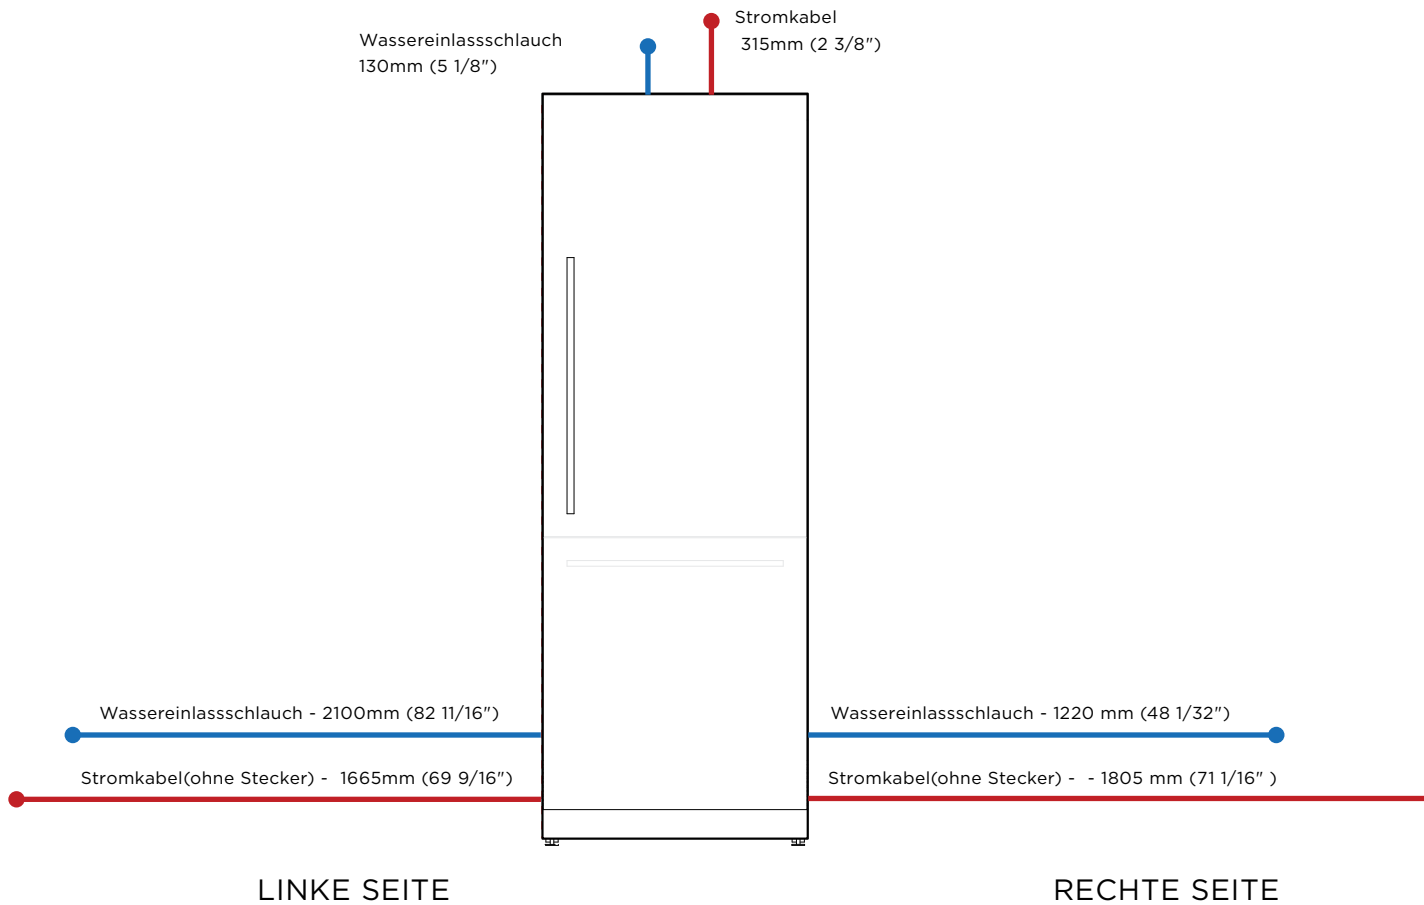 Stromkabel
315mm (2 3/8")
Wassereinlassschlauch
130mm (5 1/8")
Wassereinlassschlauch - 2100mm (82 11/16")
Wassereinlassschlauch - 1220 mm (48 1/32")
Stromkabel(ohne Stecker) - 1665mm (69 9/16")
Stromkabel(ohne Stecker) - - 1805 mm (71 1/16" )
LINKE SEITE
RECHTE SEITE